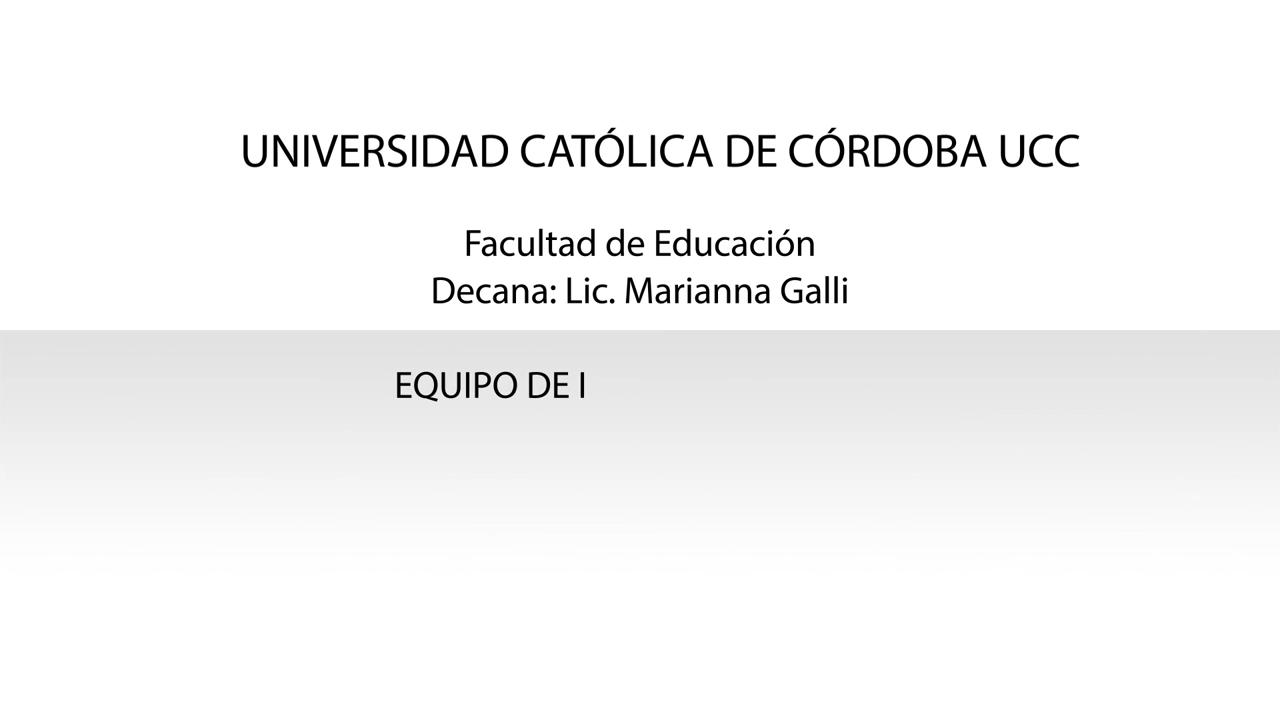 UNIVERSIDAD CATÓLICA DE CÓRDOBA UCC
Facultad de Educación
Decana: Lic. Marianna Galli
EQUIPO DE I